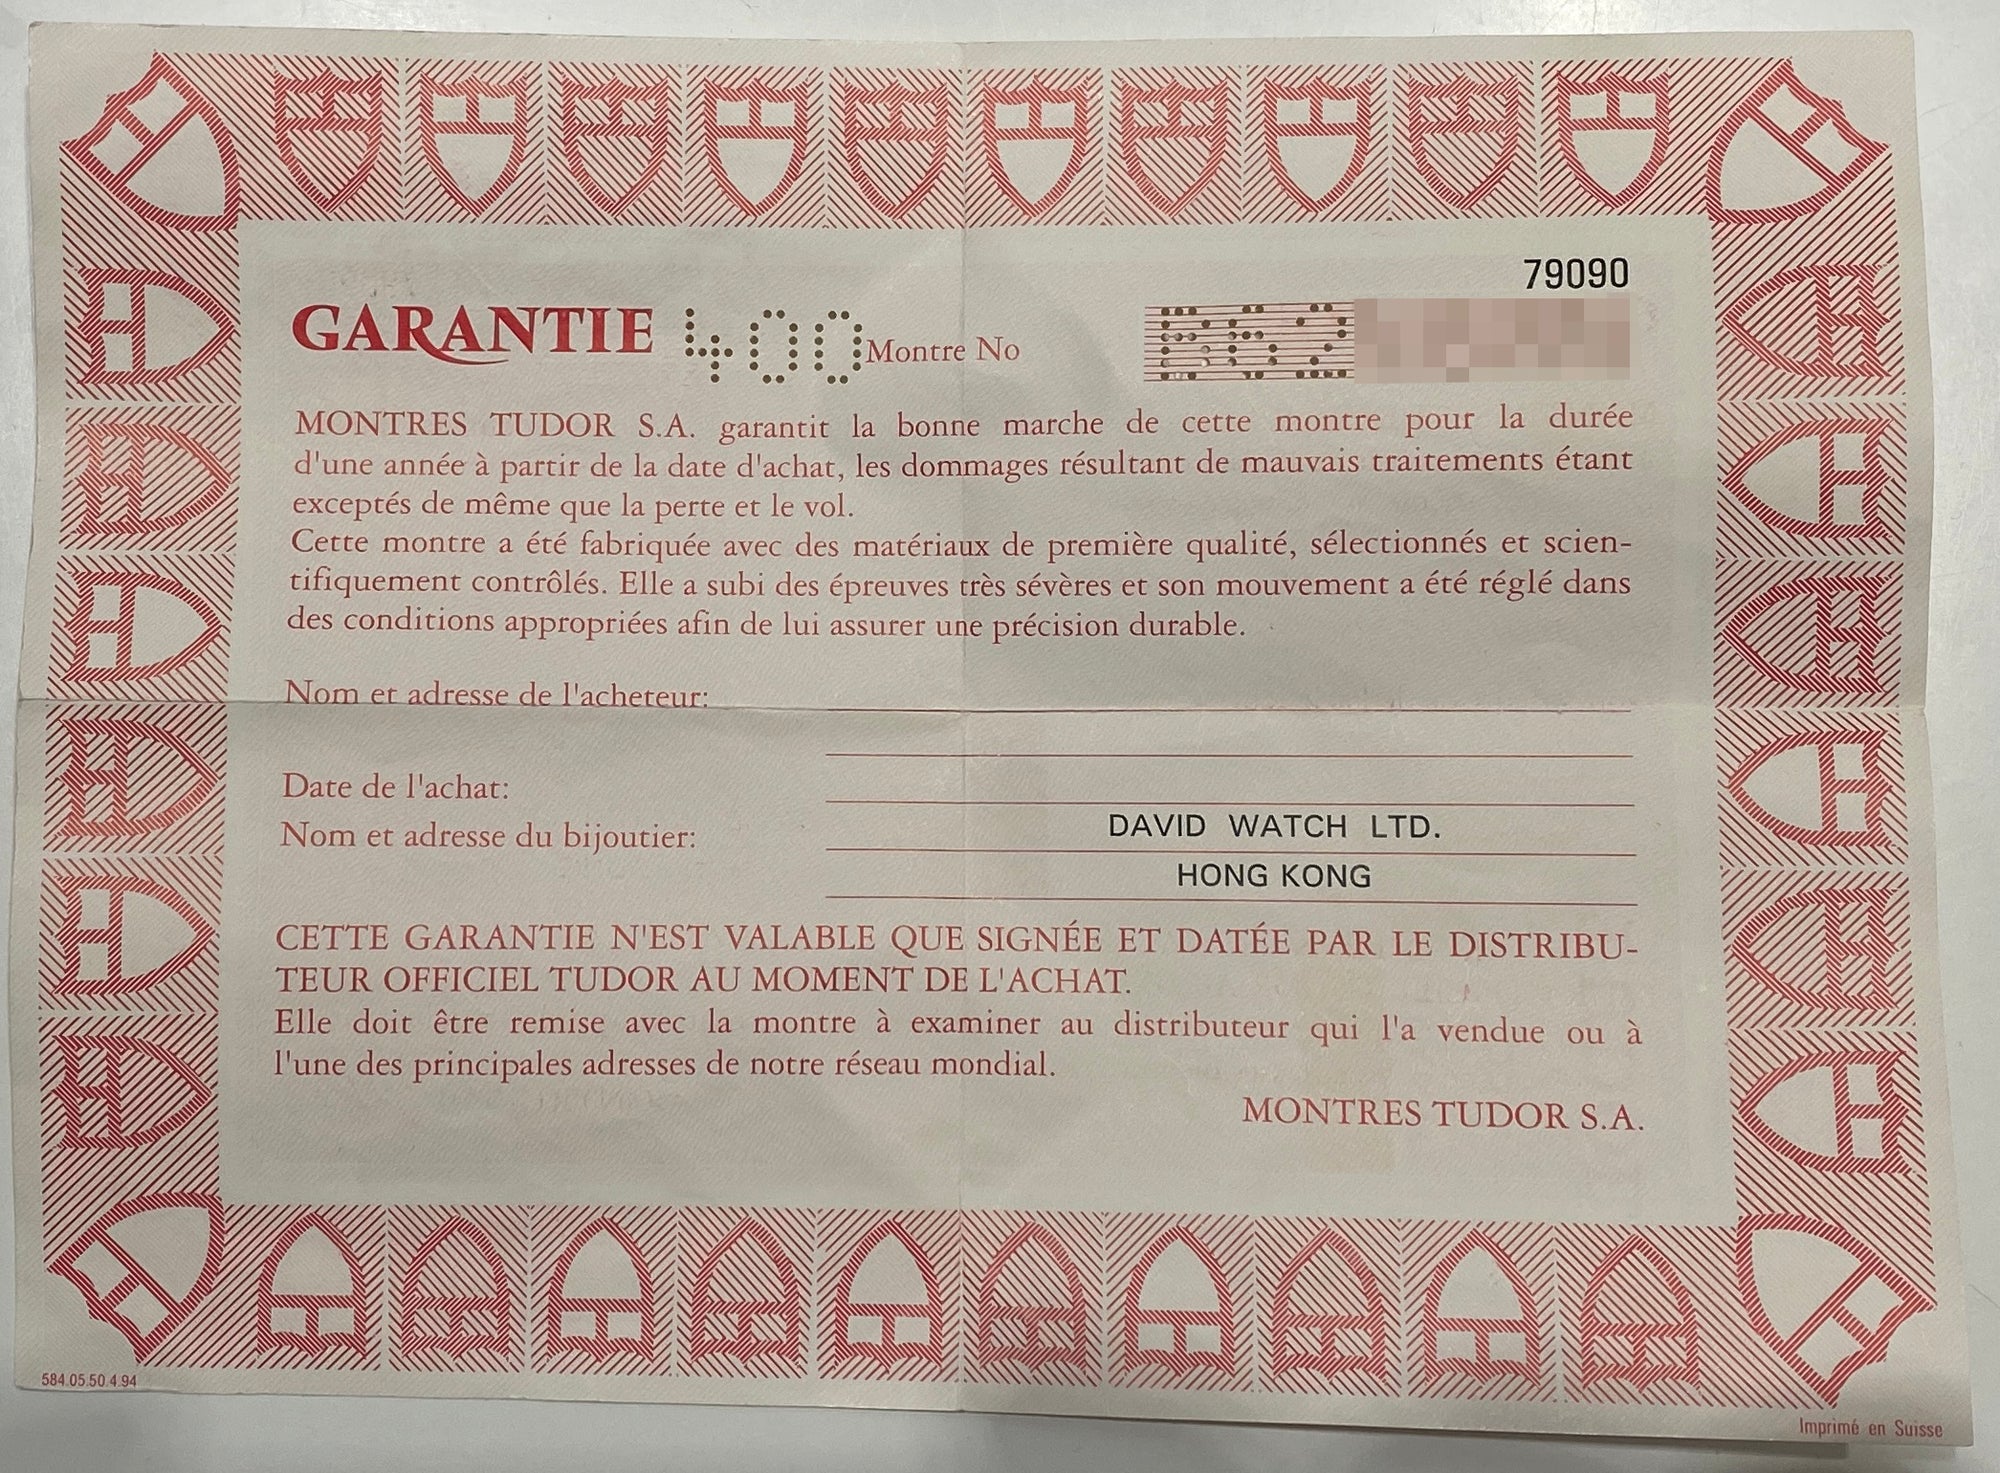 79090
GARANTIE 400 Montre No B62
MONTRES TUDOR S.A. garantit la bonne marche de cette montre pour la durée
d'une année à partir de la date d'achat, les dommages résultant de mauvais traitements étant
exceptés de même que la perte et le vol.
Cette montre a été fabriquée avec des matériaux de première qualité, sélectionnés et scien-
tifiquement contrôlés. Elle a subi des épreuves très sévères et son mouvement a été réglé dans
des conditions appropriées afin de lui assurer une précision durable.
Nom et adresse de l'acheteur:
Date de l'achat:
Nom et adresse du bijoutier: DAVID WATCH LTD.
HONG KONG
CETTE GARANTIE N'EST VALABLE QUE SIGNÉE ET DATÉE PAR LE DISTRIBU-
TEUR OFFICIEL TUDOR AU MOMENT DE L'ACHAT.
Elle doit être remise avec la montre à examiner au distributeur qui l'a vendue ou à
l'une des principales adresses de notre réseau mondial.
MONTRES TUDOR S.A.
584.05.50.4.94
Imprimé en Suisse